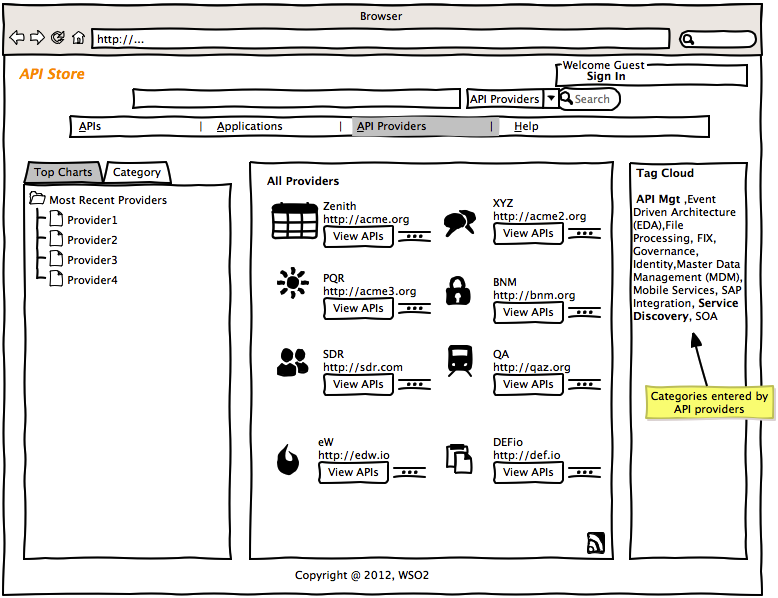 Browser
http://...
API Store
Welcome Guest
Sign In
API Providers
Search
APIs | Applications | API Providers | Help
Top Charts
Category
Most Recent Providers
Provider1
Provider2
Provider3
Provider4
All Providers
Zenith
http://acme.org
View APIs
XYZ
http://acme2.org
View APIs
PQR
http://acme3.org
View APIs
BNM
http://bnm.org
View APIs
SDR
http://sdr.com
View APIs
QA
http://qaz.org
View APIs
eW
http://edw.io
View APIs
DEFio
http://def.io
View APIs
Tag Cloud
API Mgt ,Event
Driven Architecture
(EDA),File
Processing, FIX,
Governance,
Identity,Master Data
Management (MDM),
Mobile Services, SAP
Integration, Service
Discovery, SOA
Categories entered by
API providers
Copyright @ 2012, WSO2